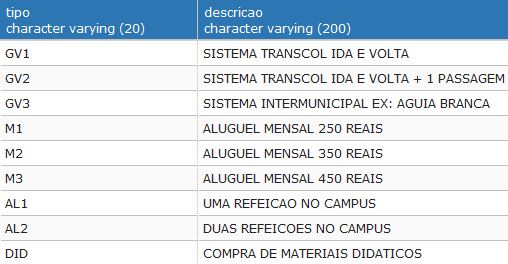 tipo descricao
character varying (20) character varying (200)
GV1 SISTEMA TRANSCOL IDA E VOLTA
GV2 SISTEMA TRANSCOL IDA E VOLTA + 1 PASSAGEM
GV3 SISTEMA INTERMUNICIPAL EX: AGUIA BRANCA
M1 ALUGUEL MENSAL 250 REAIS
M2 ALUGUEL MENSAL 350 REAIS
M3 ALUGUEL MENSAL 450 REAIS
AL1 UMA REFEICAO NO CAMPUS
AL2 DUAS REFEICOES NO CAMPUS
DID COMPRA DE MATERIAIS DIDATICOS